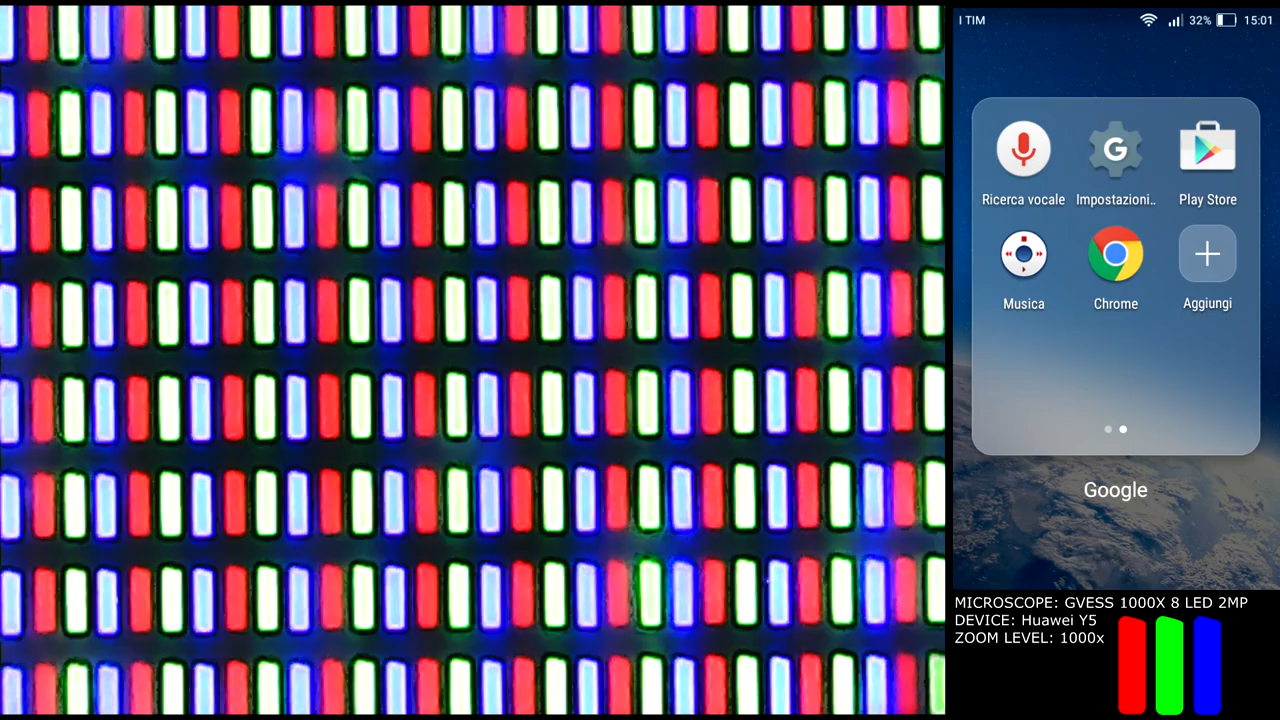 I TIM 32% 15:01
G
Ricerca vocale Impostazioni.. Play Store
Musica Chrome Aggiungi
Google
MICROSCOPE: GVESS 1000X 8 LED 2MP
DEVICE: Huawei Y5
ZOOM LEVEL: 1000x